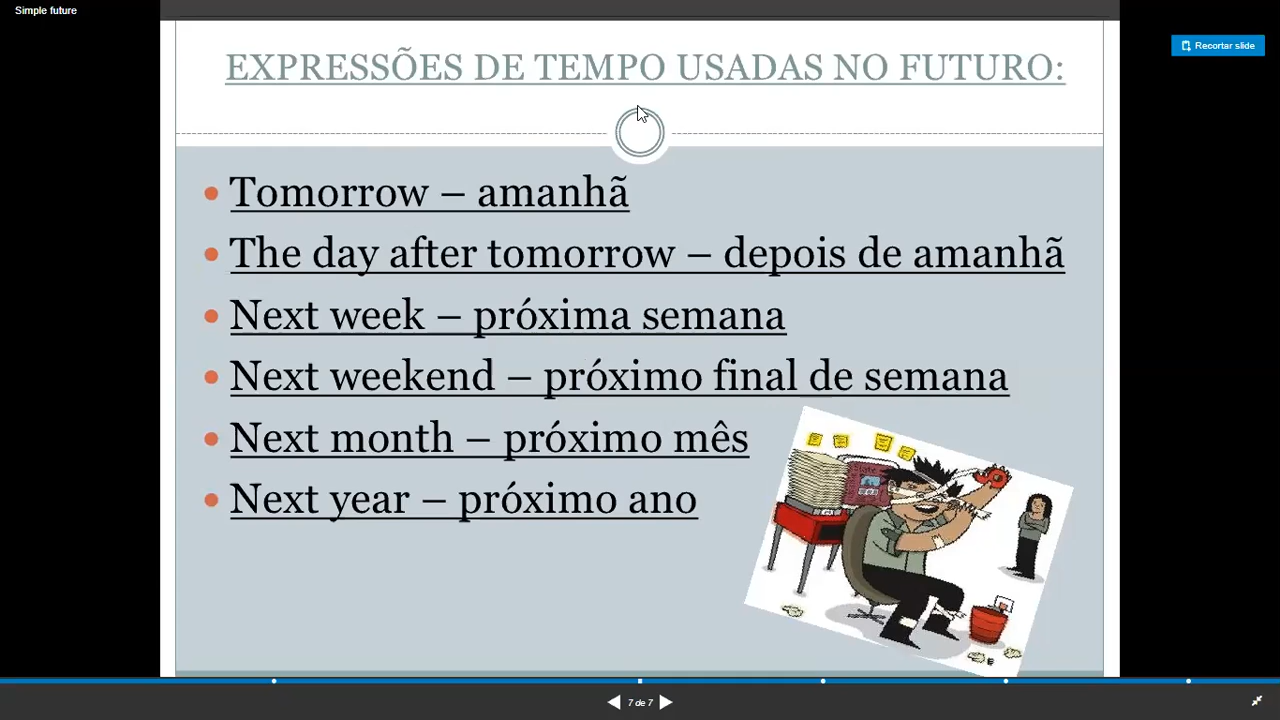 Simple future
Recortar slide
EXPRESSÕES DE TEMPO USADAS NO FUTURO:
Tomorrow – amanhã
The day after tomorrow – depois de amanhã
Next week – próxima semana
Next weekend – próximo final de semana
Next month – próximo mês
Next year – próximo ano
7 de 7